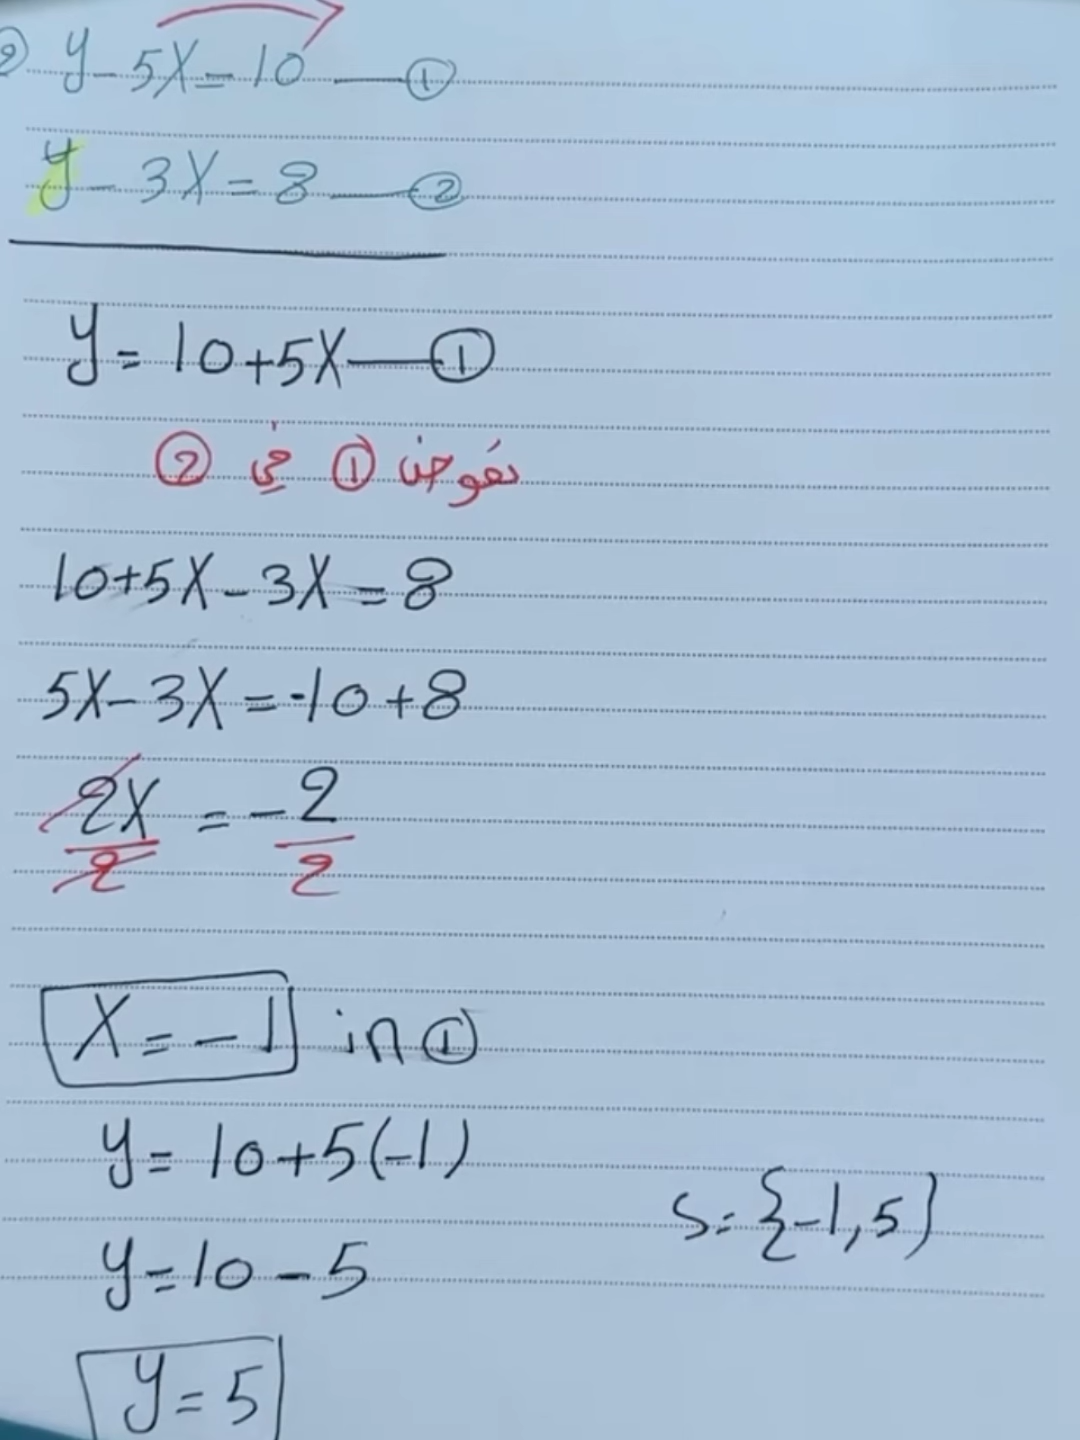 ② y - 5x = 10 — ①
y - 3x = 8 — ②
y = 10 + 5x — ①
نعوض ① في ②
10 + 5x - 3x = 8
5x - 3x = -10 + 8
2x/2 = -2/2
x = -1 in ①
y = 10 + 5(-1)
S = {-1, 5}
y = 10 - 5
y = 5